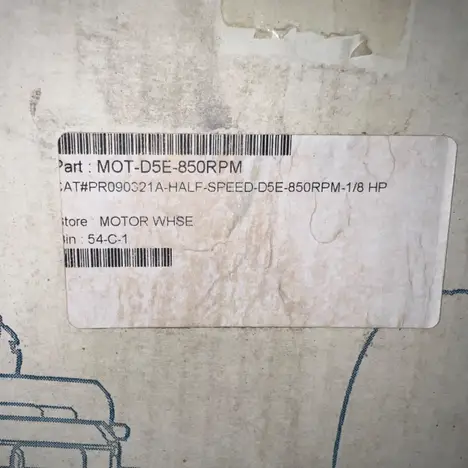 Part : MOT-D5E-850RPM
CAT#PR090321A-HALF-SPEED-D5E-850RPM-1/8 HP
Store : MOTOR WHSE
Bin : 54-C-1